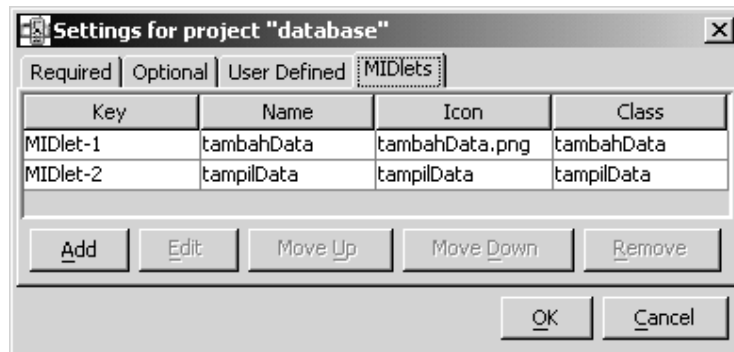 Settings for project "database"
Required Optional User Defined MIDlets
Key Name Icon Class
MIDlet-1 tambahData tambahData.png tambahData
MIDlet-2 tampilData tampilData tampilData
Add Edit Move Up Move Down Remove
OK Cancel